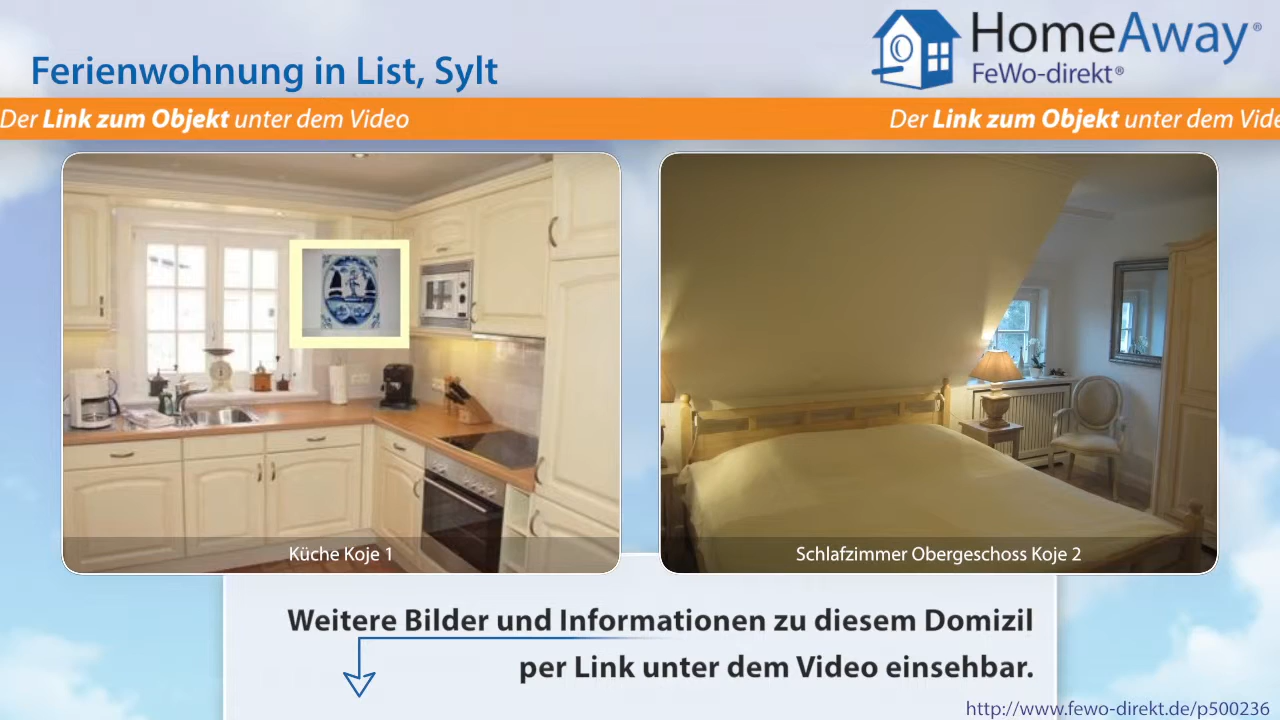 HomeAway®
FeWo-direkt®
Ferienwohnung in List, Sylt
Der Link zum Objekt unter dem Video
Der Link zum Objekt unter dem Vide
Küche Koje 1
Schlafzimmer Obergeschoss Koje 2
Weitere Bilder und Informationen zu diesem Domizil
per Link unter dem Video einsehbar.
http://www.fewo-direkt.de/p500236